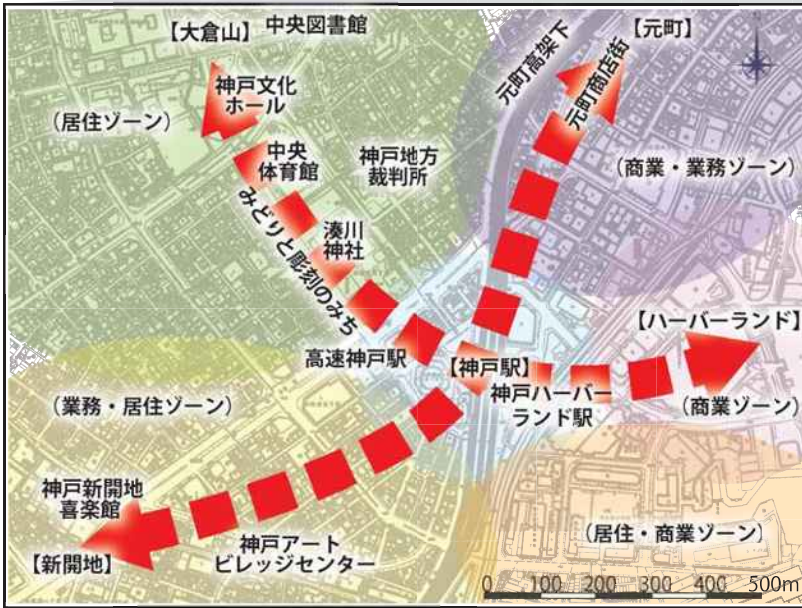 【大倉山】
中央図書館
【元町】
神戸文化
ホール
元町高架下
元町商店街
（居住ゾーン）
中央
体育館
神戸地方
裁判所
（商業・業務ゾーン）
みどりと彫刻のみち
湊川
神社
【ハーバーランド】
高速神戸駅
【神戸駅】
神戸ハーバー
ランド駅
（業務・居住ゾーン）
（商業ゾーン）
神戸新開地
喜楽館
【新開地】
神戸アート
ビレッジセンター
（居住・商業ゾーン）
0 100 200 300 400 500m